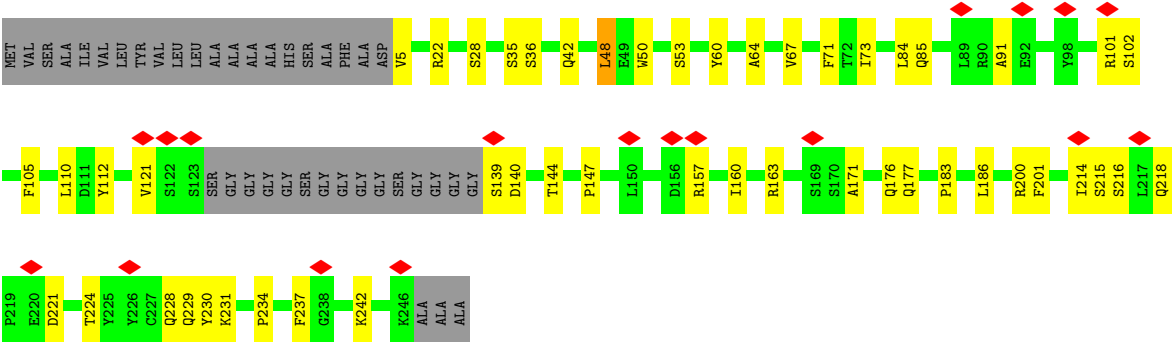 MET VAL SER ALA ILE VAL LEU TYR VAL LEU LEU ALA ALA ALA ALA HIS SER ALA PHE ALA ASP V5 R22 S28 S35 S36 Q42 L48 E49 W50 S53 Y60 A64 V67 F71 T72 I73 L84 Q85 L89 R90 A91 E92 Y98 R101 S102
F105 L110 D111 Y112 V121 S122 S123 SER GLY GLY GLY GLY SER GLY GLY GLY GLY SER GLY GLY GLY GLY S139 D140 T144 P147 L150 D156 R157 I160 R163 S169 S170 A171 Q176 Q177 P183 L186 R200 F201 I214 S215 S216 L217 Q218
P219 E220 D221 T224 Y225 Y226 C227 Q228 Q229 Y230 K231 P234 F237 G238 K242 K246 ALA ALA ALA